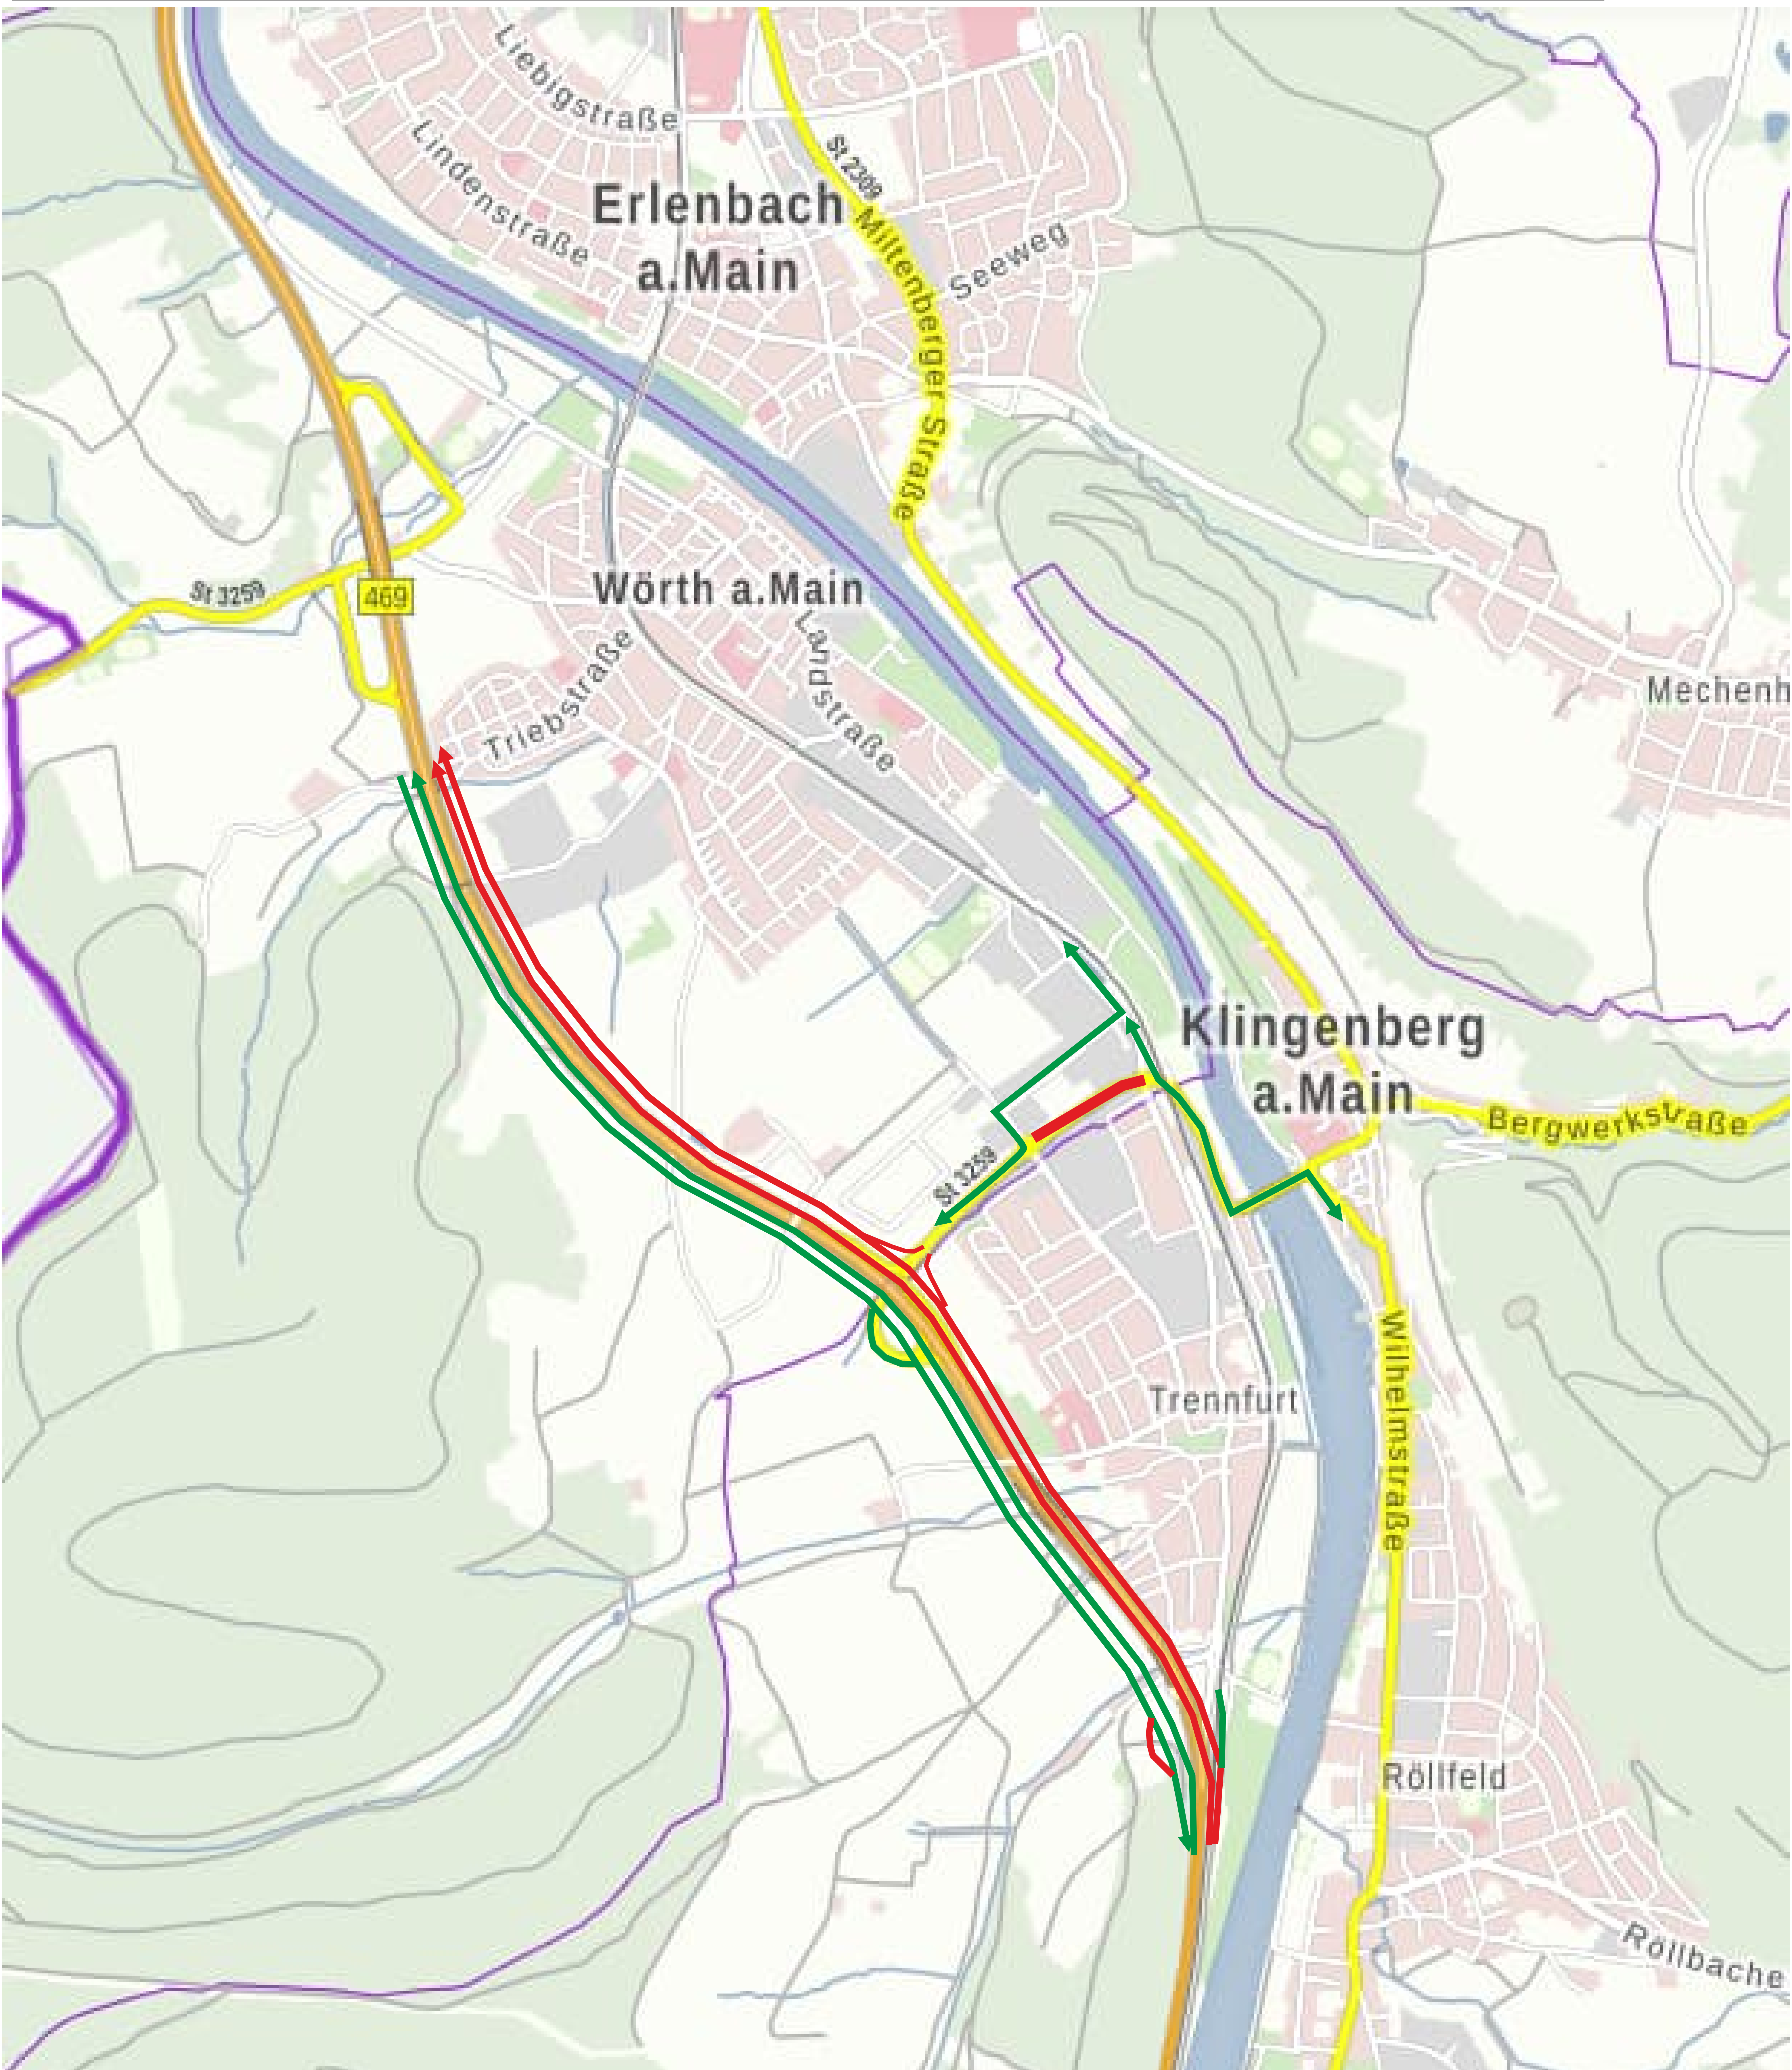 Liebigstraße
Lindenstraße
St 2309
Erlenbach
a.Main
Miltenberger Straße
Seeweg
St 3259
469
Wörth a.Main
Triebstraße
Landstraße
Mechenh
Klingenberg
a.Main
Bergwerkstraße
St 3259
Trennfurt
Wilhelmstraße
Röllfeld
Röllbache